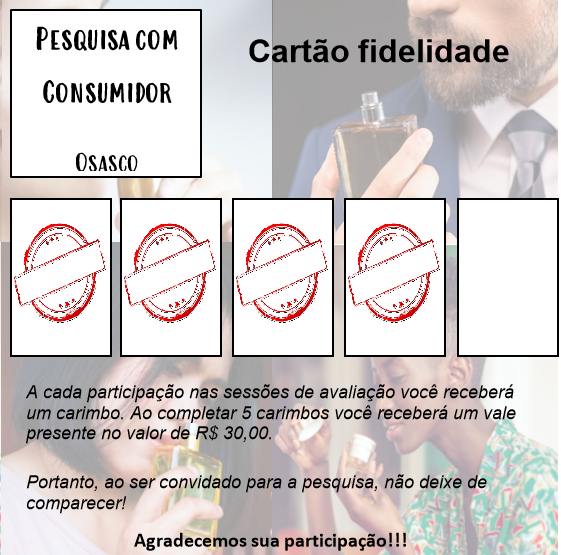 PESQUISA COM
CONSUMIDOR
OSASCO
Cartão fidelidade
A cada participação nas sessões de avaliação você receberá
um carimbo. Ao completar 5 carimbos você receberá um vale
presente no valor de R$ 30,00.
Portanto, ao ser convidado para a pesquisa, não deixe de
comparecer!
Agradecemos sua participação!!!